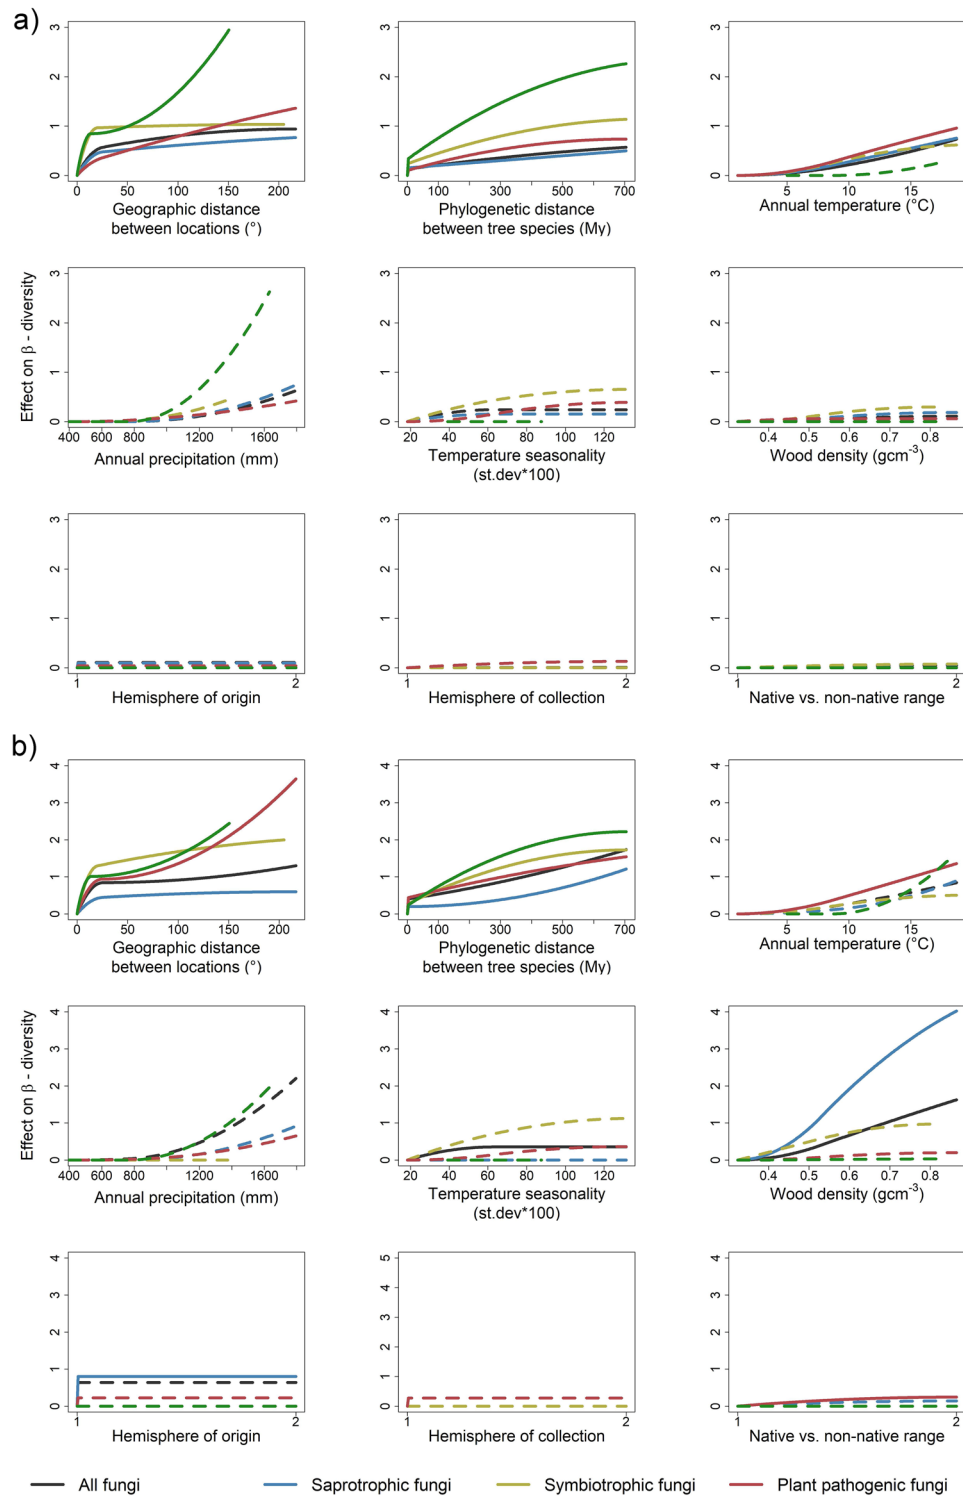 a)
0 1 2 3
0 50 150 200
Geographic distance
between locations (°)
0 1 2 3
0 100 300 500 700
Phylogenetic distance
between tree species (My)
0 1 2 3
5 10 15
Annual temperature (°C)
Effect on β - diversity
0 1 2 3
400 600 1200 1600
Annual precipitation (mm)
0 1 2 3
20 40 60 80 100 120
Temperature seasonality
(st.dev*100)
0 1 2 3
0.4 0.5 0.6 0.7 0.8
Wood density (gcm-3)
0 1 2 3
1 2
Hemisphere of origin
0 1 2 3
1 2
Hemisphere of collection
0 1 2 3
1 2
Native vs. non-native range
b)
0 1 2 3 4
0 50 150 200
Geographic distance
between locations (°)
0 1 2 3 4
0 100 300 500 700
Phylogenetic distance
between tree species (My)
0 1 2 3 4
5 10 15
Annual temperature (°C)
Effect on β - diversity
0 1 2 3 4
400 600 1200 1600
Annual precipitation (mm)
0 1 2 3 4
20 40 60 80 100 120
Temperature seasonality
(st.dev*100)
0 1 2 3 4
0.4 0.5 0.6 0.7 0.8
Wood density (gcm-3)
0 1 2 3 4
1 2
Hemisphere of origin
0 1 2 3 4 5
1 2
Hemisphere of collection
0 1 2 3 4
1 2
Native vs. non-native range
All fungi Saprotrophic fungi Symbiotrophic fungi Plant pathogenic fungi